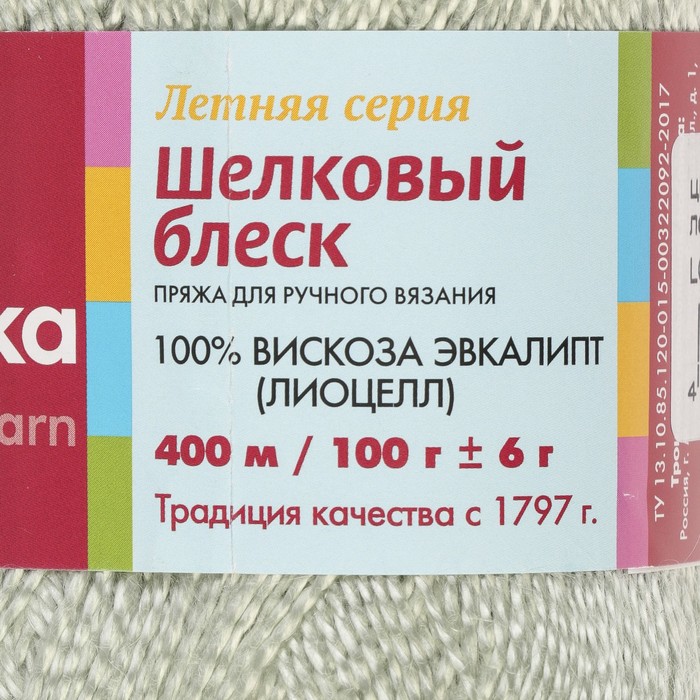 Летняя серия
Шелковый
блеск
ПРЯЖА ДЛЯ РУЧНОГО ВЯЗАНИЯ
100% ВИСКОЗА ЭВКАЛИПТ
(ЛИОЦЕЛЛ)
400 м / 100 г ± 6 г
Традиция качества с 1797 г.
ка
arn
ТУ 13.10.85.120-015-00322092-2017
Россия, г.